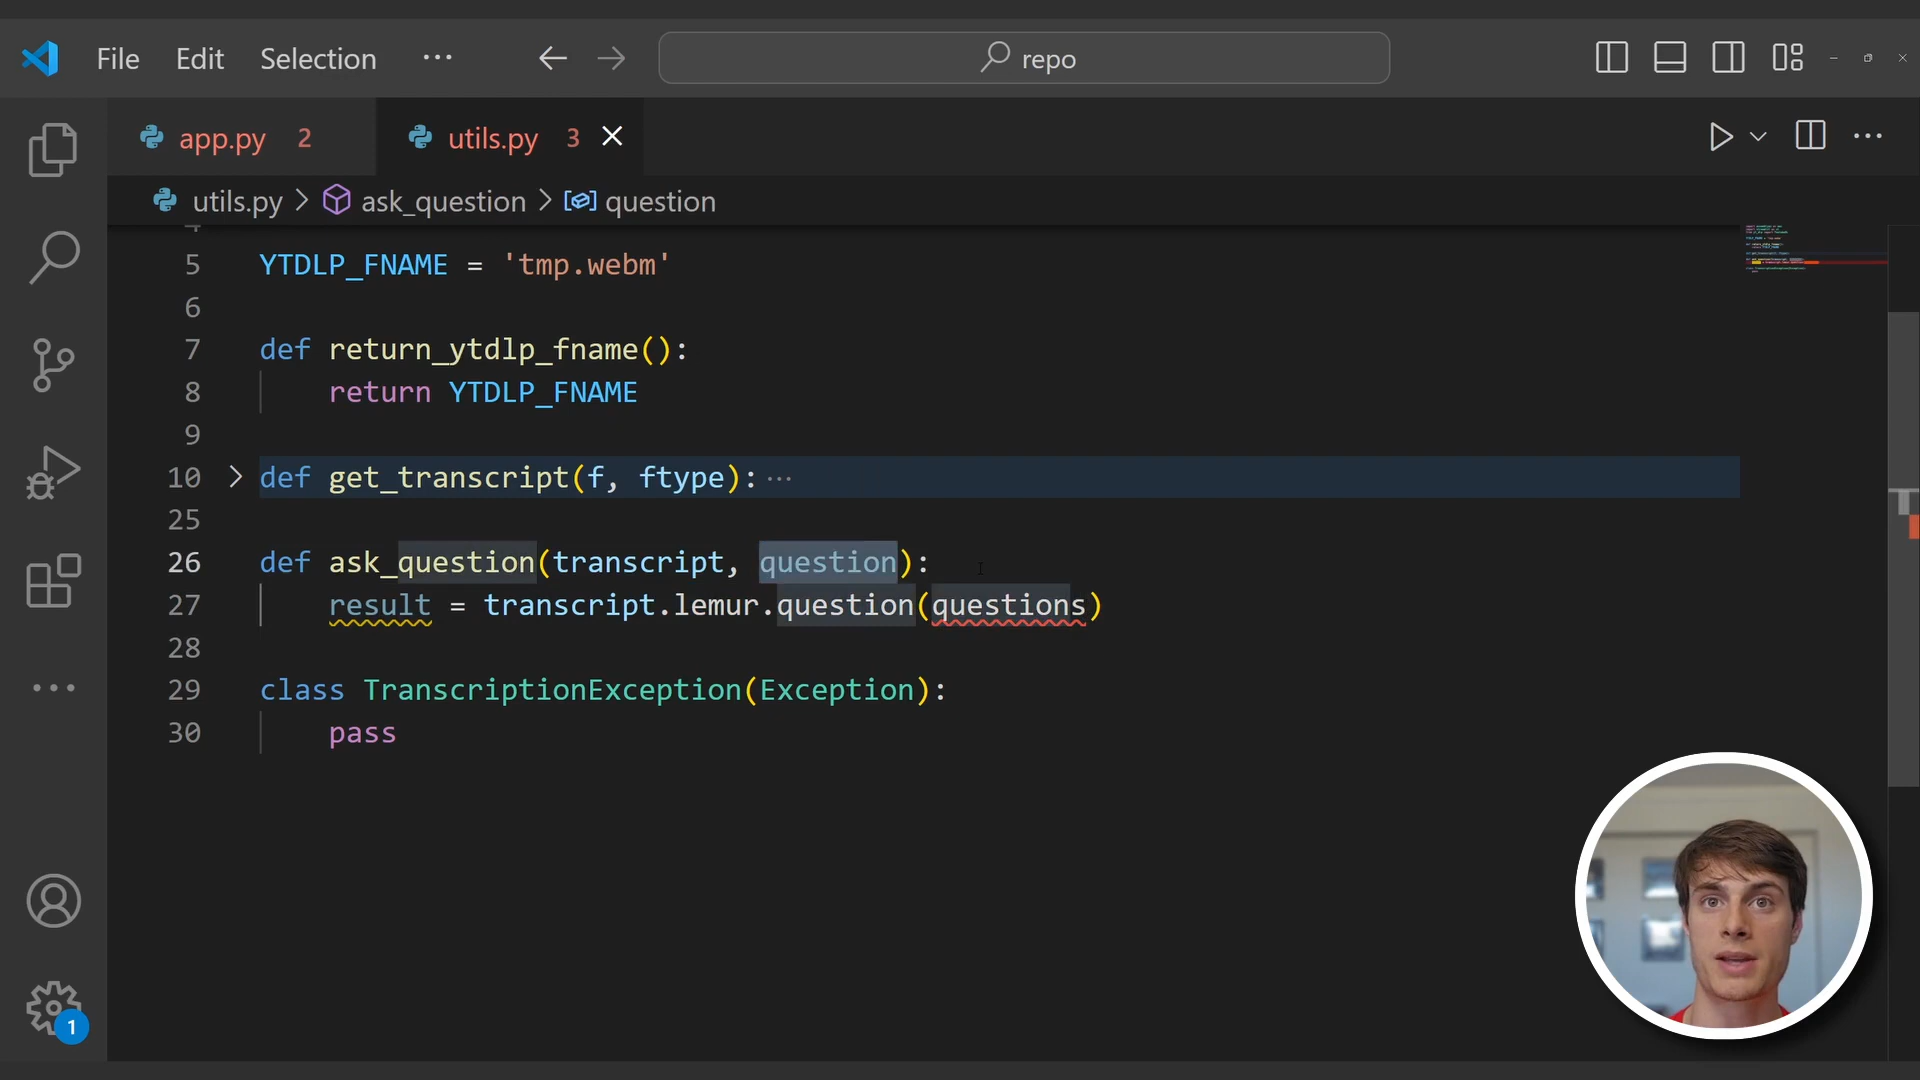 File Edit Selection ··· repo
app.py 2 utils.py 3
utils.py > ask_question > question
5 YTDLP_FNAME = 'tmp.webm'
6
7 def return_ytdlp_fname():
8 return YTDLP_FNAME
9
10 def get_transcript(f, ftype):···
25
26 def ask_question(transcript, question):
27 result = transcript.lemur.question(questions)
28
29 class TranscriptionException(Exception):
30 pass
1